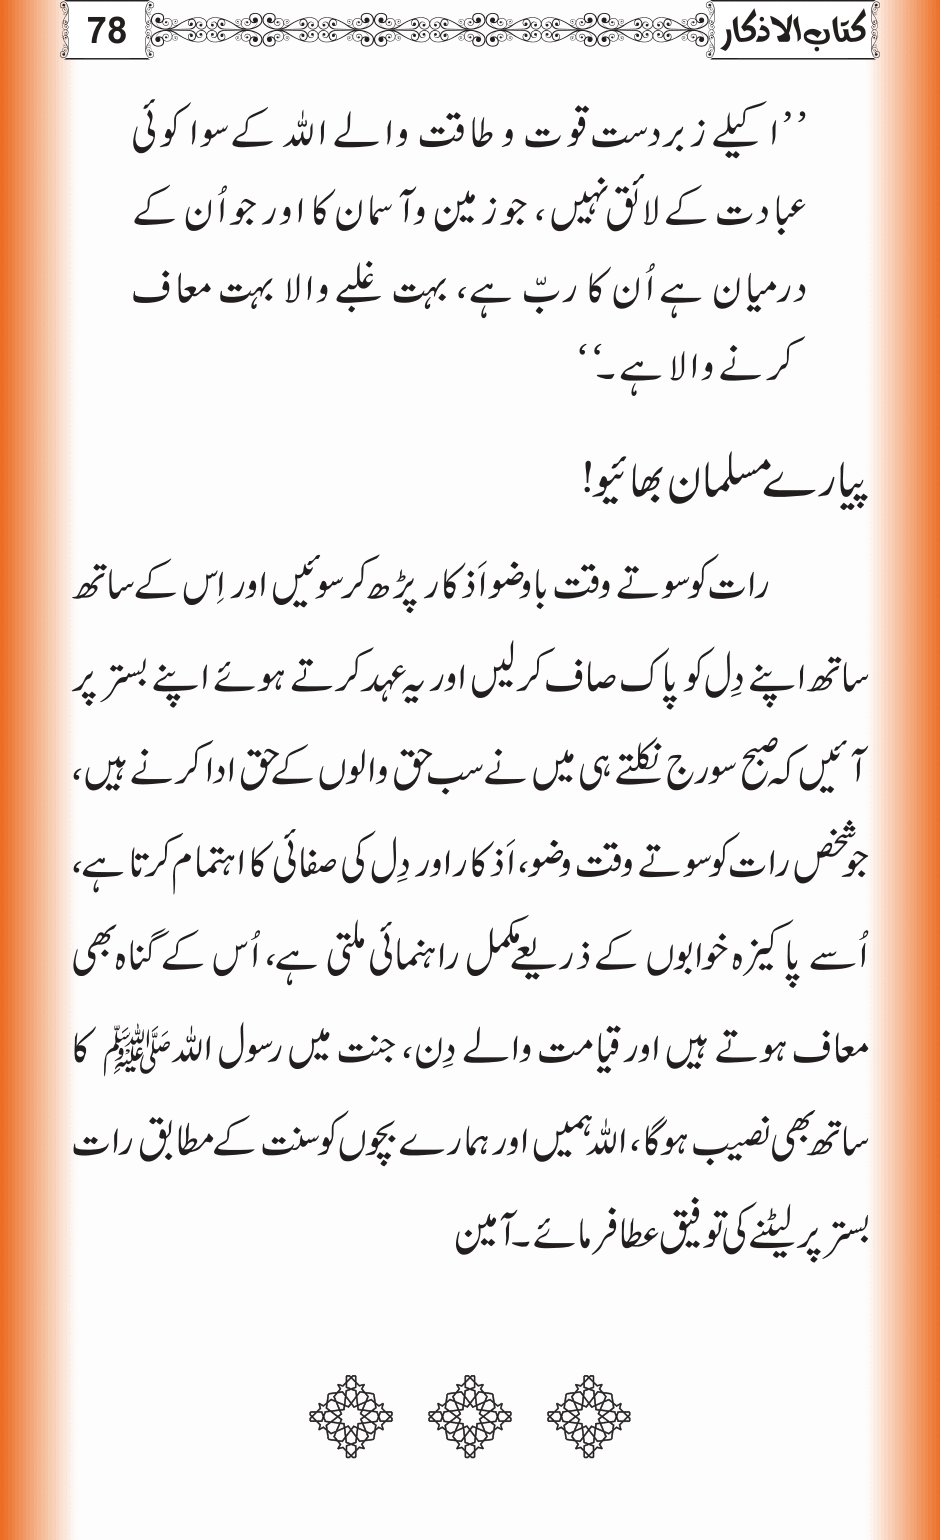 کتاب الاذکار 78
’’اکیلے زبردست قوت و طاقت والے اللہ کے سوا کوئی
عبادت کے لائق نہیں، جو زمین و آسمان کا اور جو اُن کے
درمیان ہے اُن کا ربّ ہے، بہت غلبے والا بہت معاف
کرنے والا ہے۔‘‘
پیارے مسلمان بھائیو!
رات کو سوتے وقت باوضو اَذکار پڑھ کر سوئیں اور اِس کے ساتھ
ساتھ اپنے دِل کو پاک صاف کر لیں اور یہ عہد کرتے ہوئے اپنے بستر پر
آئیں کہ صبح سورج نکلتے ہی میں نے سب حق والوں کے حق ادا کرنے ہیں،
جو شخص رات کو سوتے وقت وضو، اَذکار اور دِل کی صفائی کا اہتمام کرتا ہے،
اُسے پاکیزہ خوابوں کے ذریعے مکمل راہنمائی ملتی ہے، اُس کے گناہ بھی
معاف ہوتے ہیں اور قیامت والے دِن، جنت میں رسول اللہ ﷺ کا
ساتھ بھی نصیب ہوگا، اللہ ہمیں اور ہمارے بچوں کو سنت کے مطابق رات
بستر پر لیٹنے کی توفیق عطا فرمائے۔ آمین